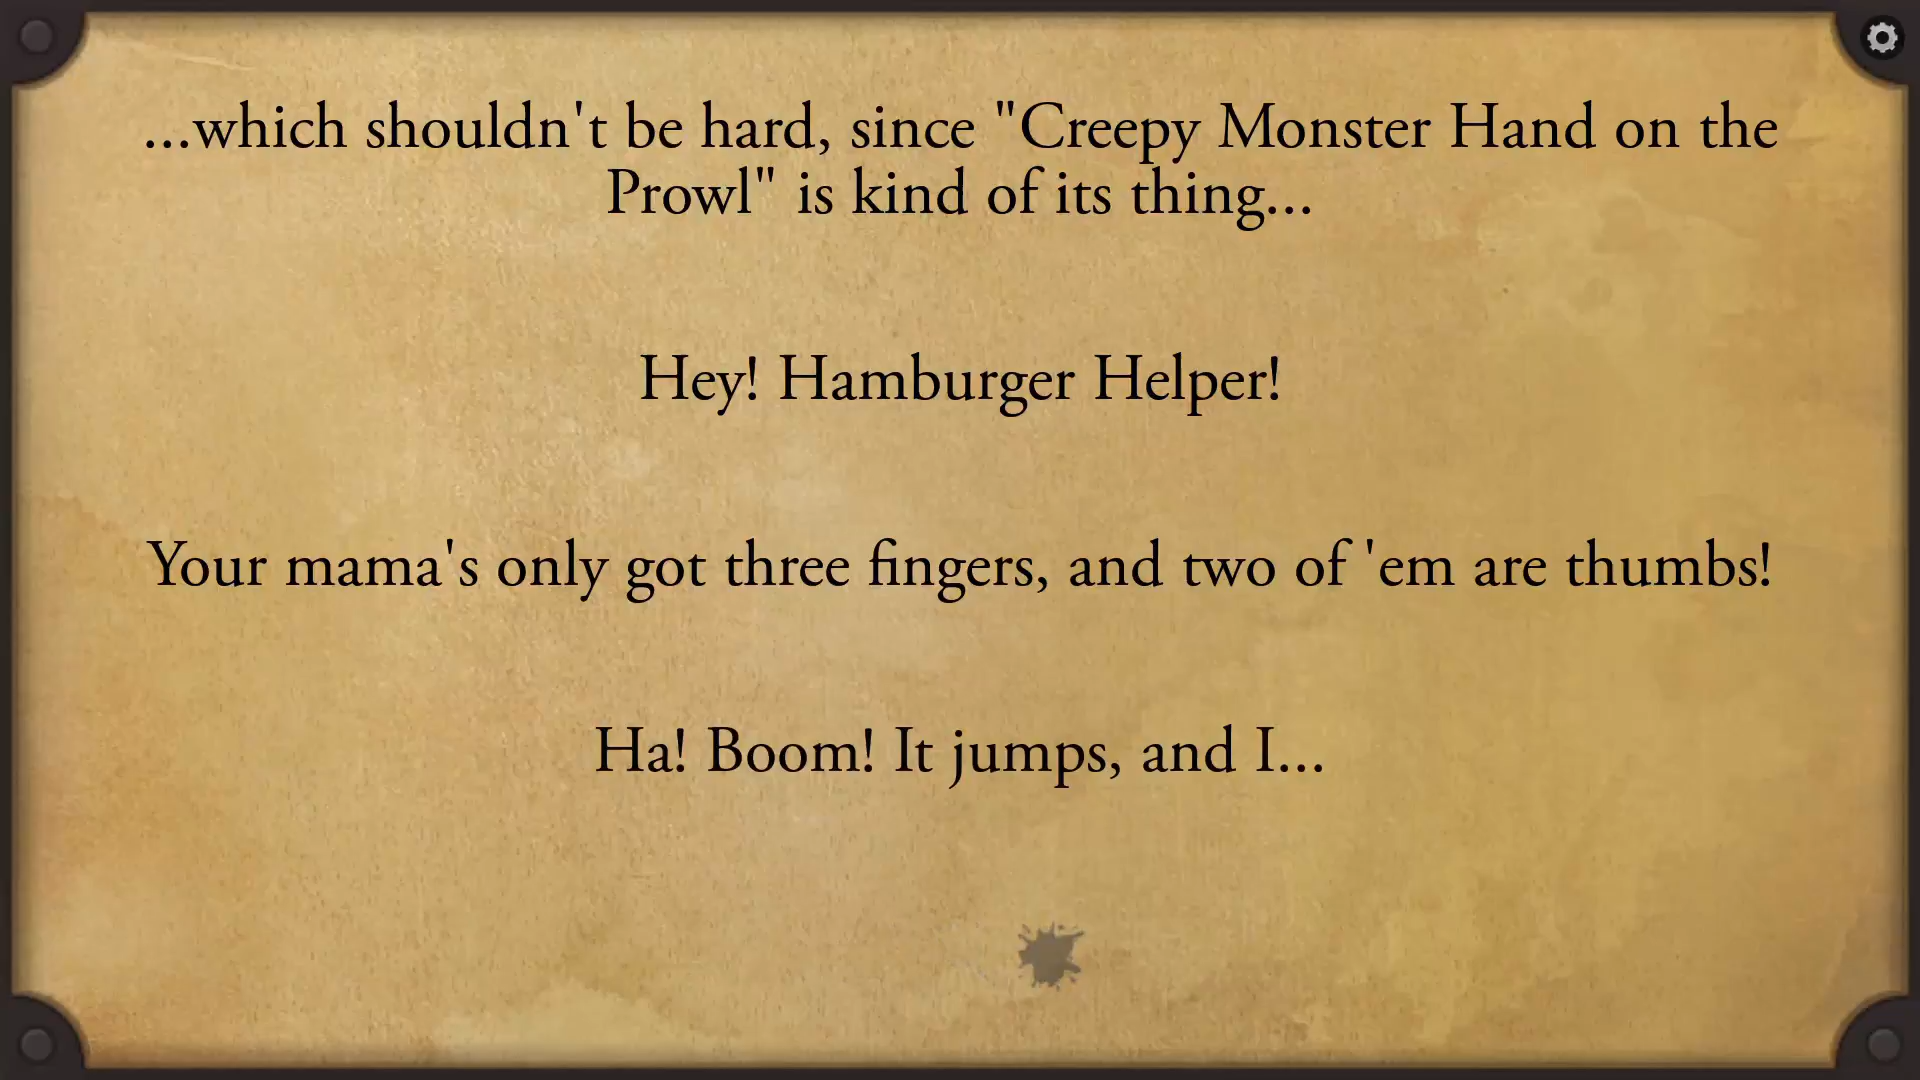 ...which shouldn't be hard, since "Creepy Monster Hand on the
Prowl" is kind of its thing...
Hey! Hamburger Helper!
Your mama's only got three fingers, and two of 'em are thumbs!
Ha! Boom! It jumps, and I...